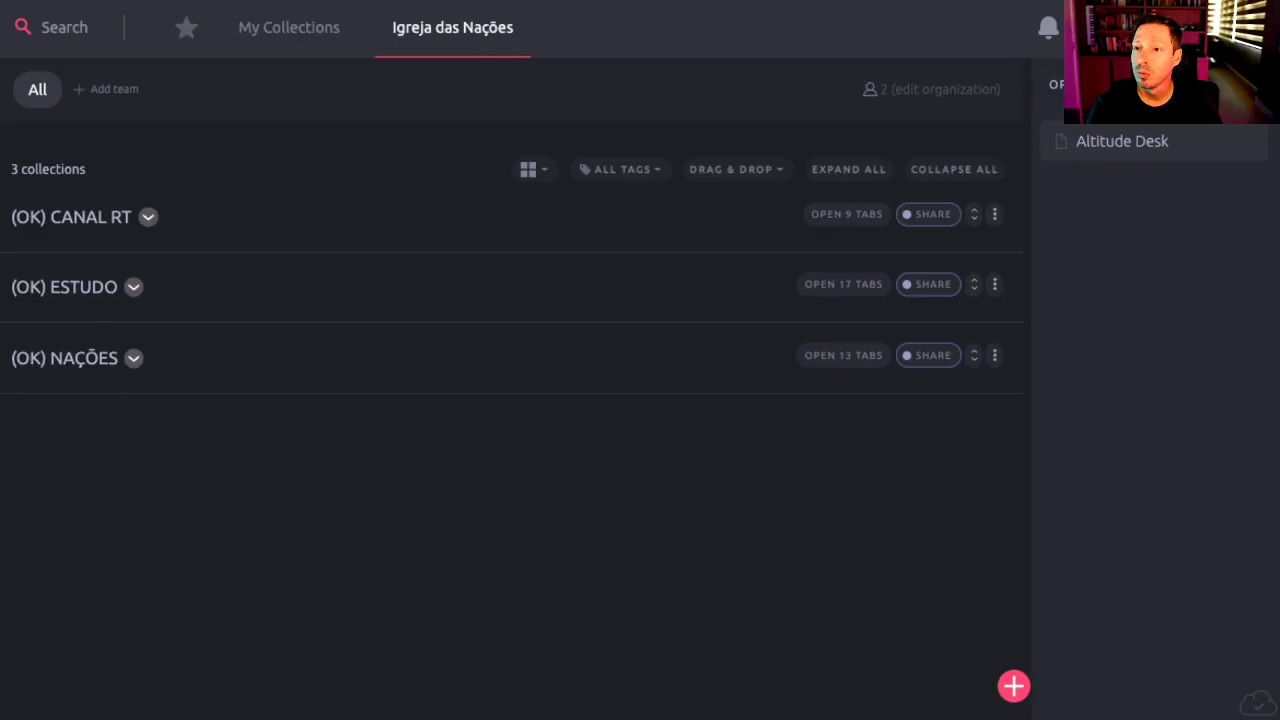 Search
My Collections
Igreja das Nações
All
+ Add team
2 (edit organization)
OP
Altitude Desk
3 collections
ALL TAGS
DRAG & DROP
EXPAND ALL
COLLAPSE ALL
(OK) CANAL RT
OPEN 9 TABS
SHARE
(OK) ESTUDO
OPEN 17 TABS
SHARE
(OK) NAÇÕES
OPEN 13 TABS
SHARE